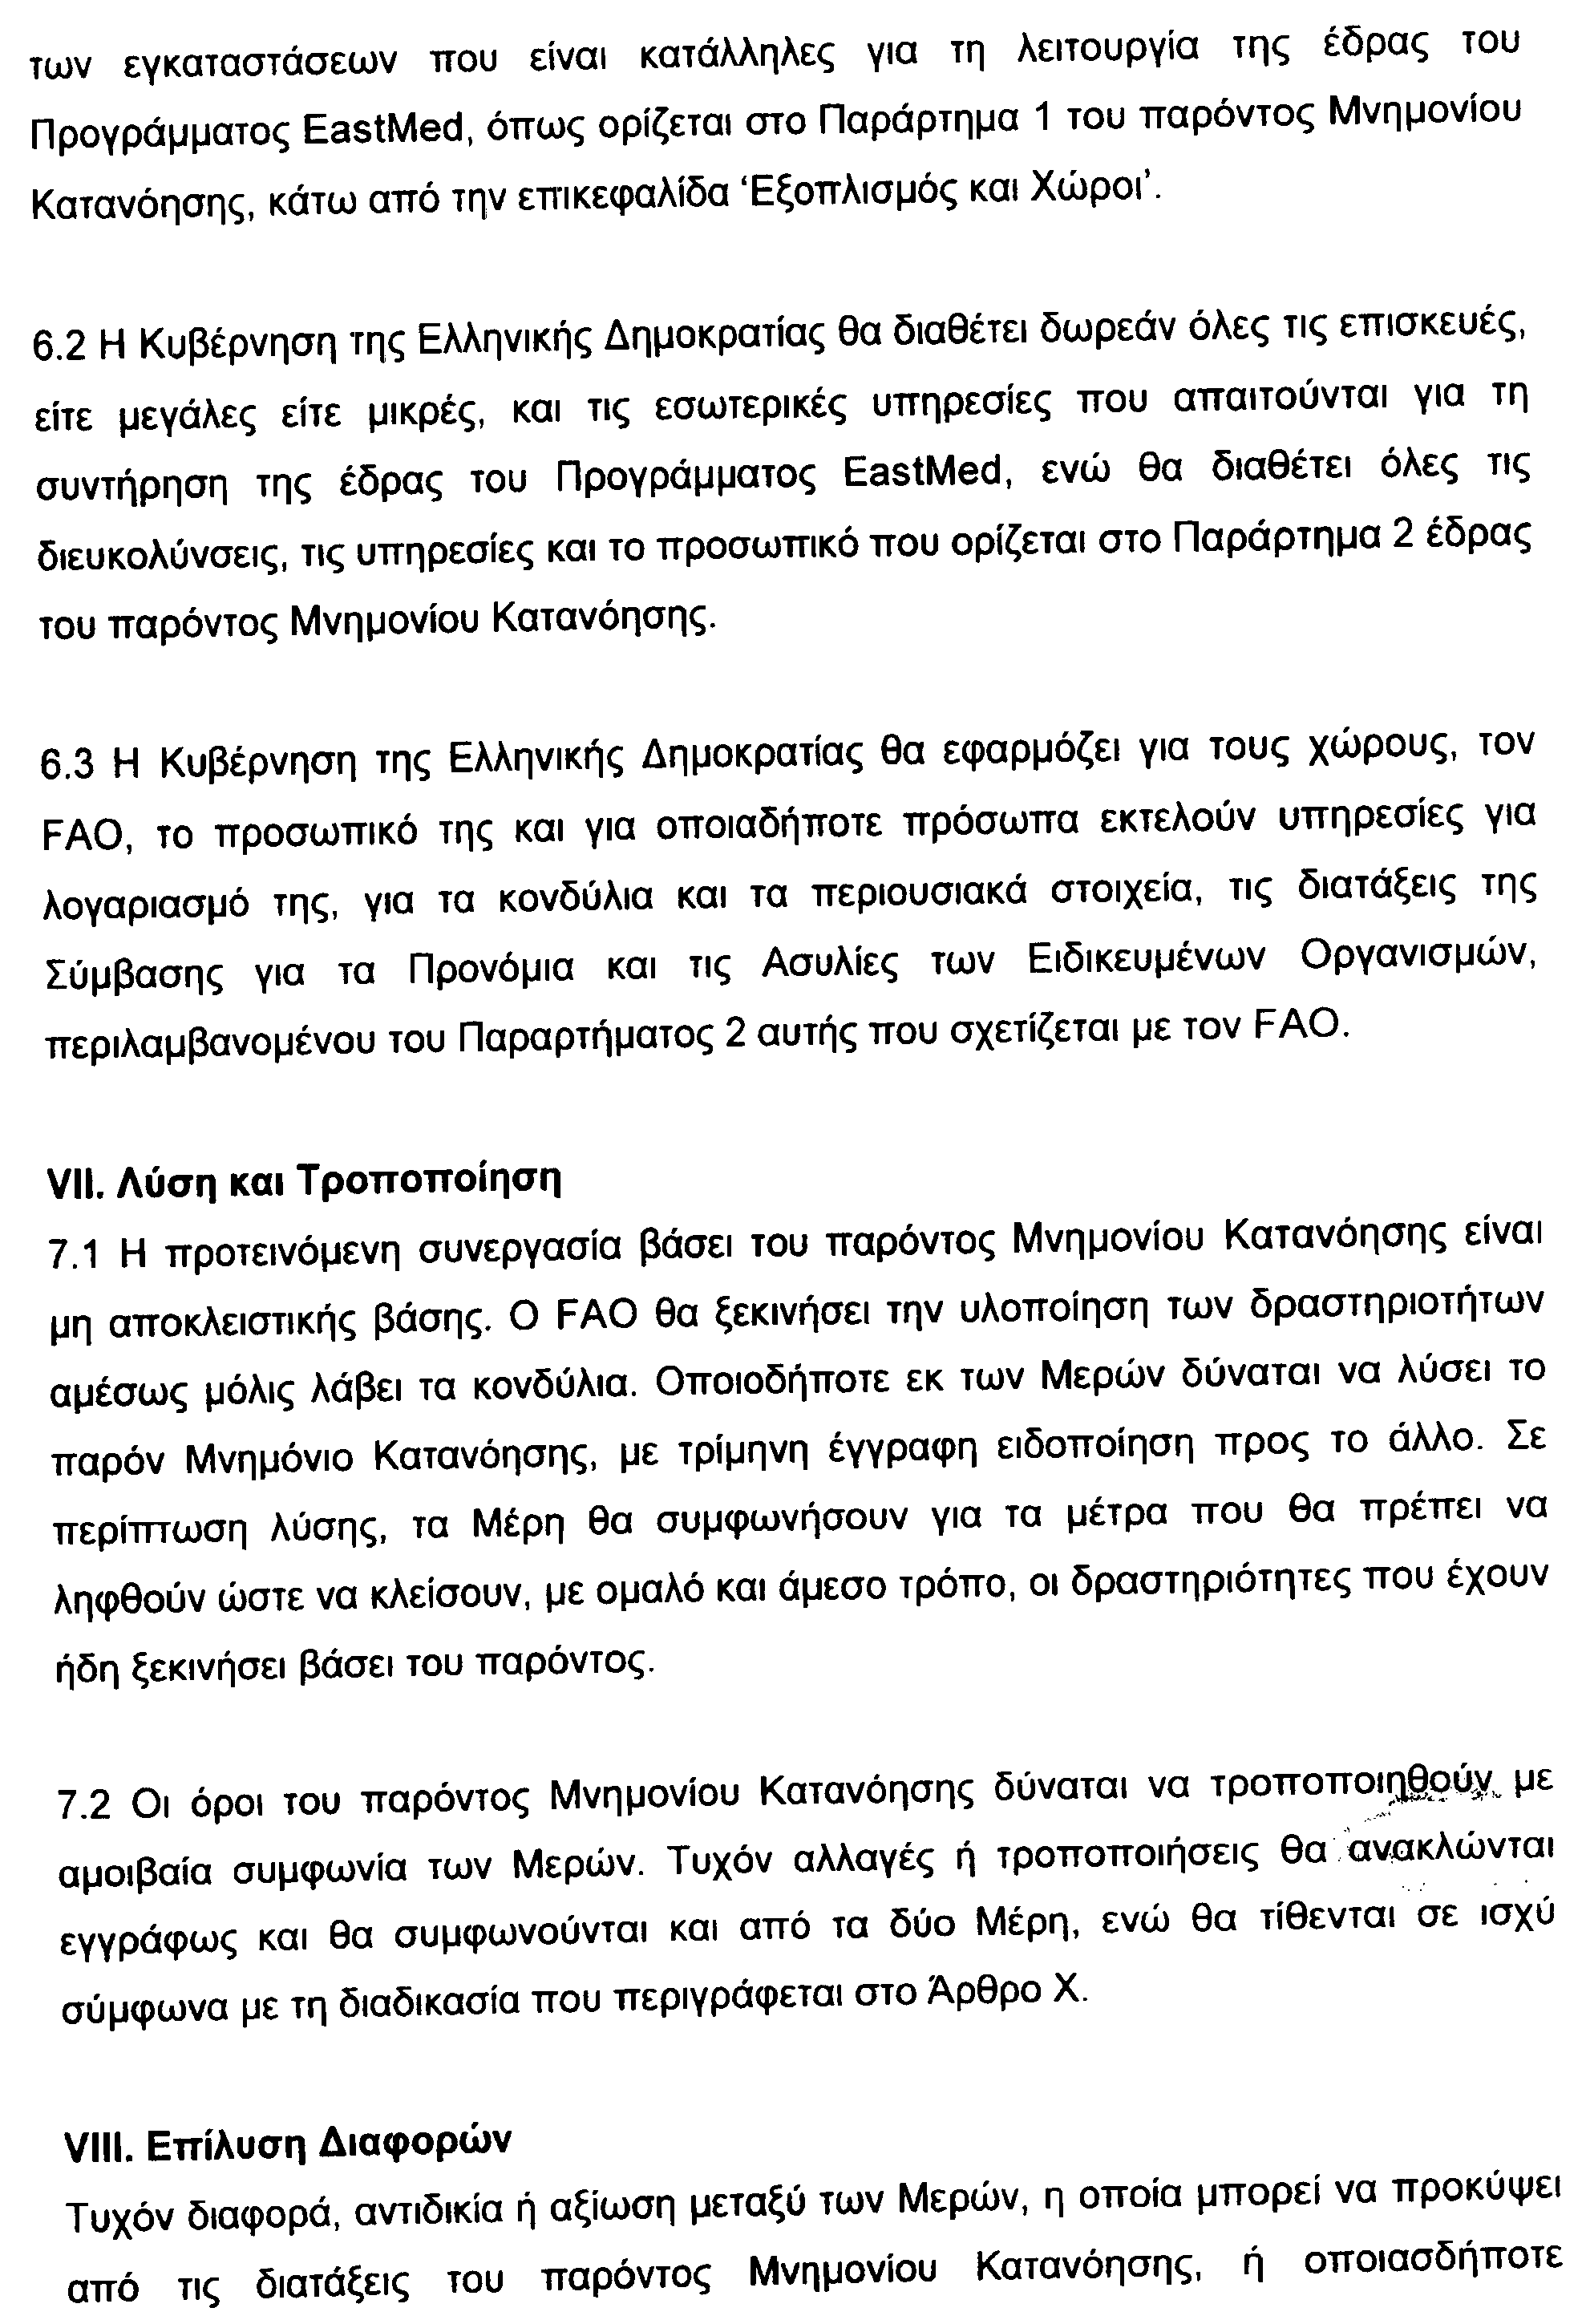 των εγκαταστάσεων που είναι κατάλληλες για τη λειτουργία της έδρας του
Προγράμματος EastMed, όπως ορίζεται στο Παράρτημα 1 του παρόντος Μνημονίου
Κατανόησης, κάτω από την επικεφαλίδα ‘Εξοπλισμός και Χώροι’.
6.2 Η Κυβέρνηση της Ελληνικής Δημοκρατίας θα διαθέτει δωρεάν όλες τις επισκευές,
είτε μεγάλες είτε μικρές, και τις εσωτερικές υπηρεσίες που απαιτούνται για τη
συντήρηση της έδρας του Προγράμματος EastMed, ενώ θα διαθέτει όλες τις
διευκολύνσεις, τις υπηρεσίες και το προσωπικό που ορίζεται στο Παράρτημα 2 έδρας
του παρόντος Μνημονίου Κατανόησης.
6.3 Η Κυβέρνηση της Ελληνικής Δημοκρατίας θα εφαρμόζει για τους χώρους, τον
FAO, το προσωπικό της και για οποιαδήποτε πρόσωπα εκτελούν υπηρεσίες για
λογαριασμό της, για τα κονδύλια και τα περιουσιακά στοιχεία, τις διατάξεις της
Σύμβασης για τα Προνόμια και τις Ασυλίες των Ειδικευμένων Οργανισμών,
περιλαμβανομένου του Παραρτήματος 2 αυτής που σχετίζεται με τον FAO.
VII. Λύση και Τροποποίηση
7.1 Η προτεινόμενη συνεργασία βάσει του παρόντος Μνημονίου Κατανόησης είναι
μη αποκλειστικής βάσης. Ο FAO θα ξεκινήσει την υλοποίηση των δραστηριοτήτων
αμέσως μόλις λάβει τα κονδύλια. Οποιοδήποτε εκ των Μερών δύναται να λύσει το
παρόν Μνημόνιο Κατανόησης, με τρίμηνη έγγραφη ειδοποίηση προς το άλλο. Σε
περίπτωση λύσης, τα Μέρη θα συμφωνήσουν για τα μέτρα που θα πρέπει να
ληφθούν ώστε να κλείσουν, με ομαλό και άμεσο τρόπο, οι δραστηριότητες που έχουν
ήδη ξεκινήσει βάσει του παρόντος.
7.2 Οι όροι του παρόντος Μνημονίου Κατανόησης δύναται να τροποποιηθούν με
αμοιβαία συμφωνία των Μερών. Τυχόν αλλαγές ή τροποποιήσεις θα ανακλώνται
εγγράφως και θα συμφωνούνται και από τα δύο Μέρη, ενώ θα τίθενται σε ισχύ
σύμφωνα με τη διαδικασία που περιγράφεται στο Άρθρο Χ.
VIII. Επίλυση Διαφορών
Τυχόν διαφορά, αντιδικία ή αξίωση μεταξύ των Μερών, η οποία μπορεί να προκύψει
από τις διατάξεις του παρόντος Μνημονίου Κατανόησης, ή οποιασδήποτε